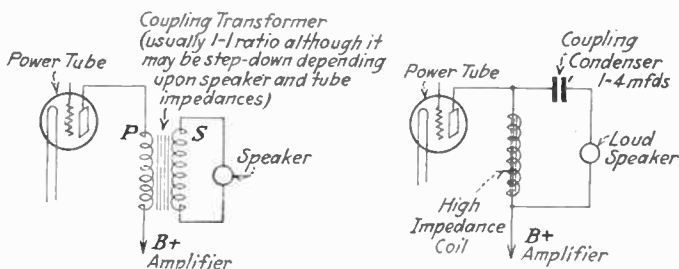 Coupling Transformer
(usually 1-1 ratio although it
may be step-down depending
upon speaker and tube
impedances)
Power Tube
P
S
Speaker
B+
Amplifier
Power Tube
Coupling
Condenser
1-4 mfds
Loud
Speaker
High
Impedance
Coil
B+
Amplifier